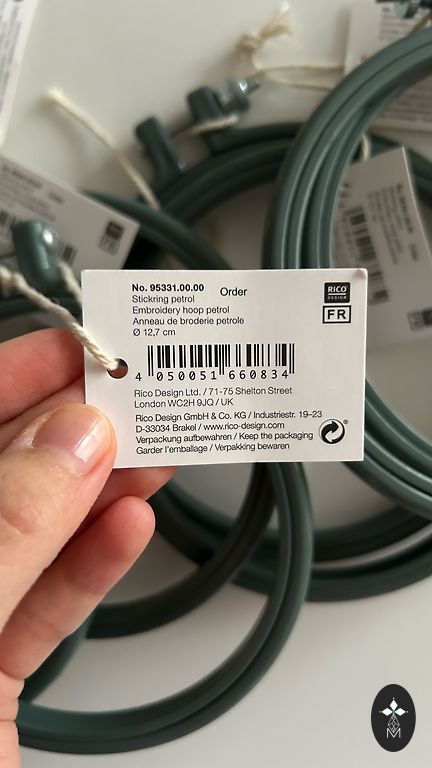 No. 95331.00.00 Order
Stickring petrol
Embroidery hoop petrol
Anneau de broderie petrole
Ø 12,7 cm
RICO
DESIGN
FR
4 050051 660834
Rico Design Ltd. / 71-75 Shelton Street
London WC2H 9JQ / UK
Rico Design GmbH & Co. KG / Industriestr. 19–23
D-33034 Brakel / www.rico-design.com
Verpackung aufbewahren / Keep the packaging
Garder l'emballage / Verpakking bewaren
M